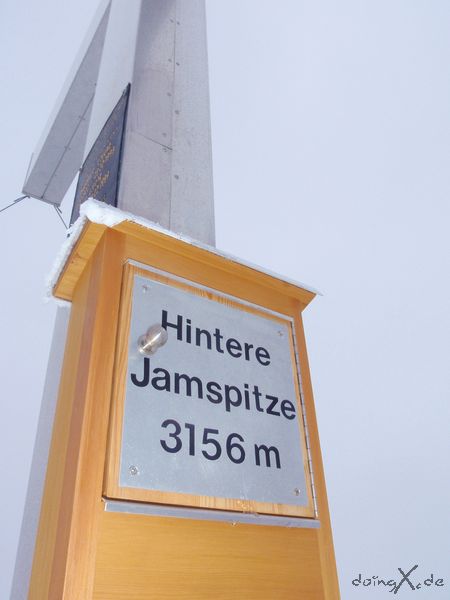 Hintere
Jamspitze
3156 m
doingX.de